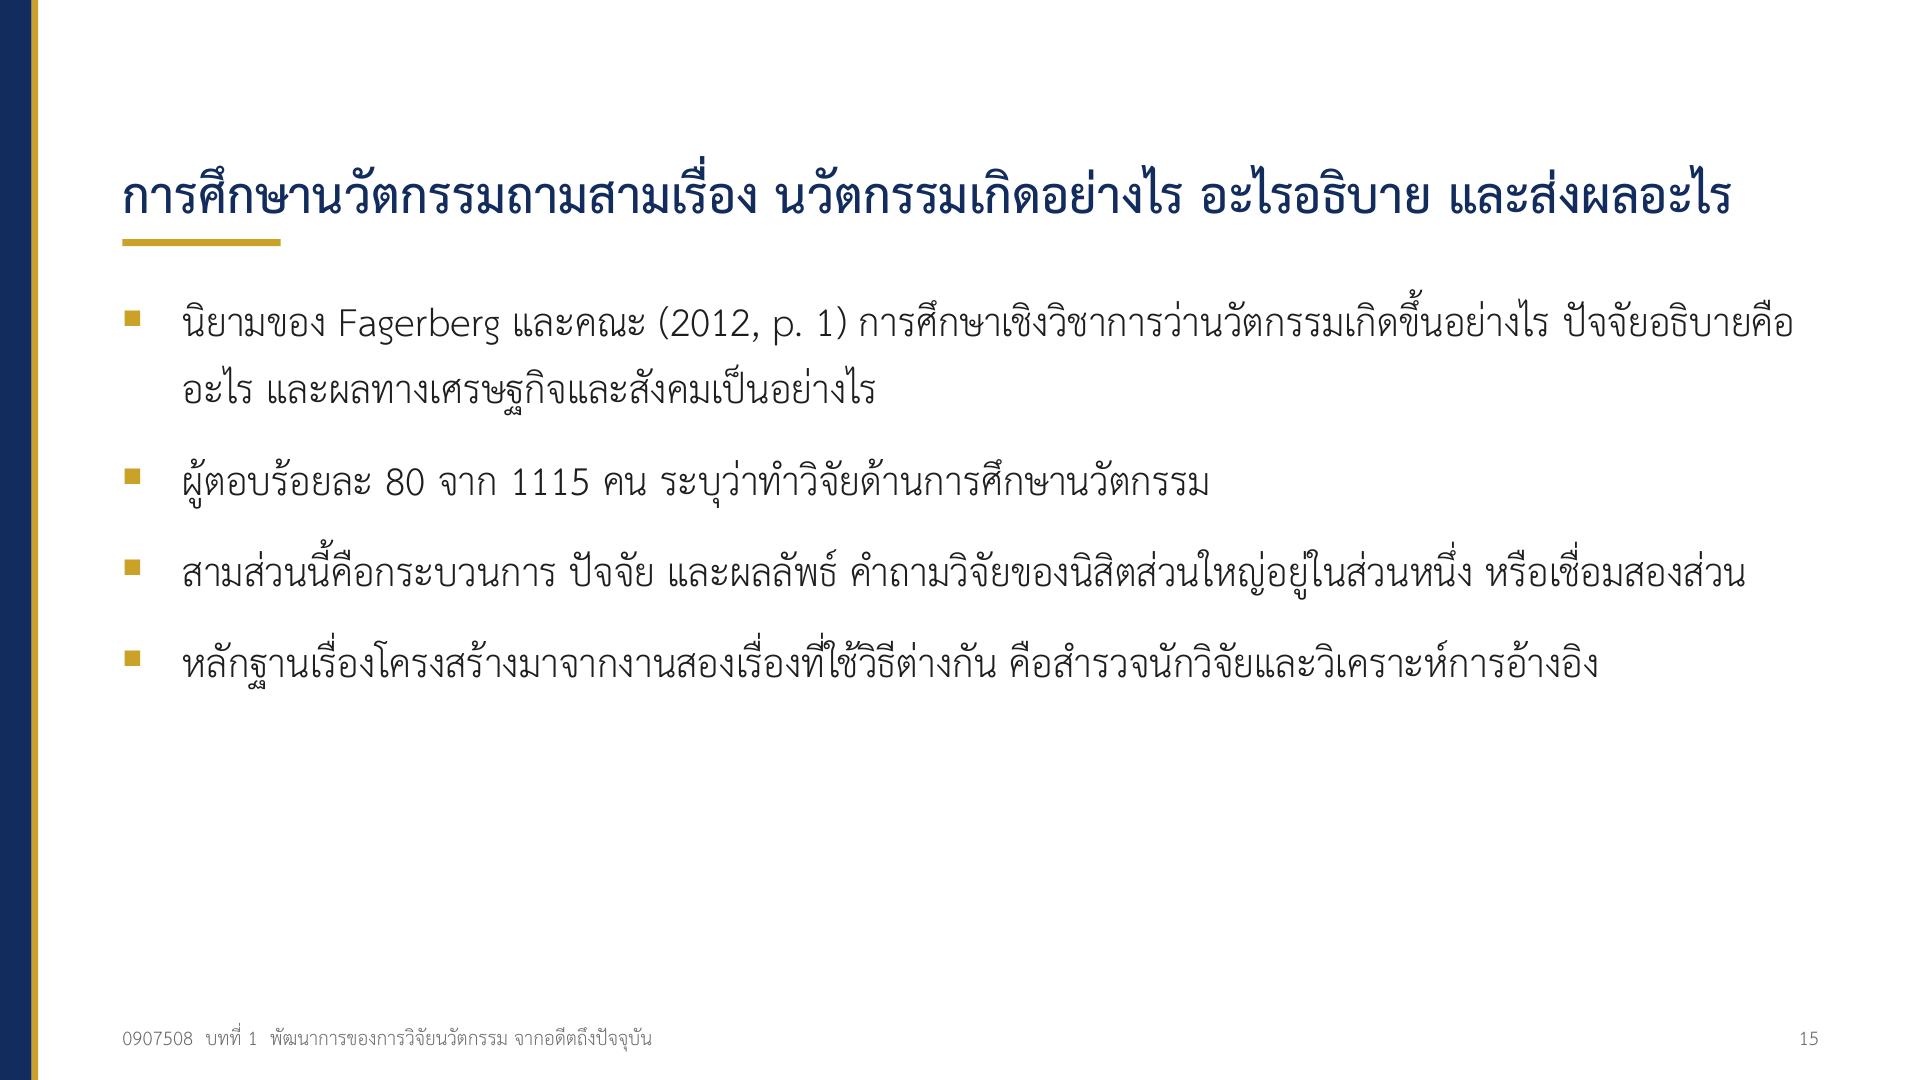 การศึกษานวัตกรรมถามสามเรื่อง นวัตกรรมเกิดอย่างไร อะไรอธิบาย และส่งผลอะไร
นิยามของ Fagerberg และคณะ (2012, p. 1) การศึกษาเชิงวิชาการว่านวัตกรรมเกิดขึ้นอย่างไร ปัจจัยอธิบายคือ
อะไร และผลทางเศรษฐกิจและสังคมเป็นอย่างไร
ผู้ตอบร้อยละ 80 จาก 1115 คน ระบุว่าทำวิจัยด้านการศึกษานวัตกรรม
สามส่วนนี้คือกระบวนการ ปัจจัย และผลลัพธ์ คำถามวิจัยของนิสิตส่วนใหญ่อยู่ในส่วนหนึ่ง หรือเชื่อมสองส่วน
หลักฐานเรื่องโครงสร้างมาจากงานสองเรื่องที่ใช้วิธีต่างกัน คือสำรวจนักวิจัยและวิเคราะห์การอ้างอิง
0907508 บทที่ 1 พัฒนาการของการวิจัยนวัตกรรม จากอดีตถึงปัจจุบัน
15